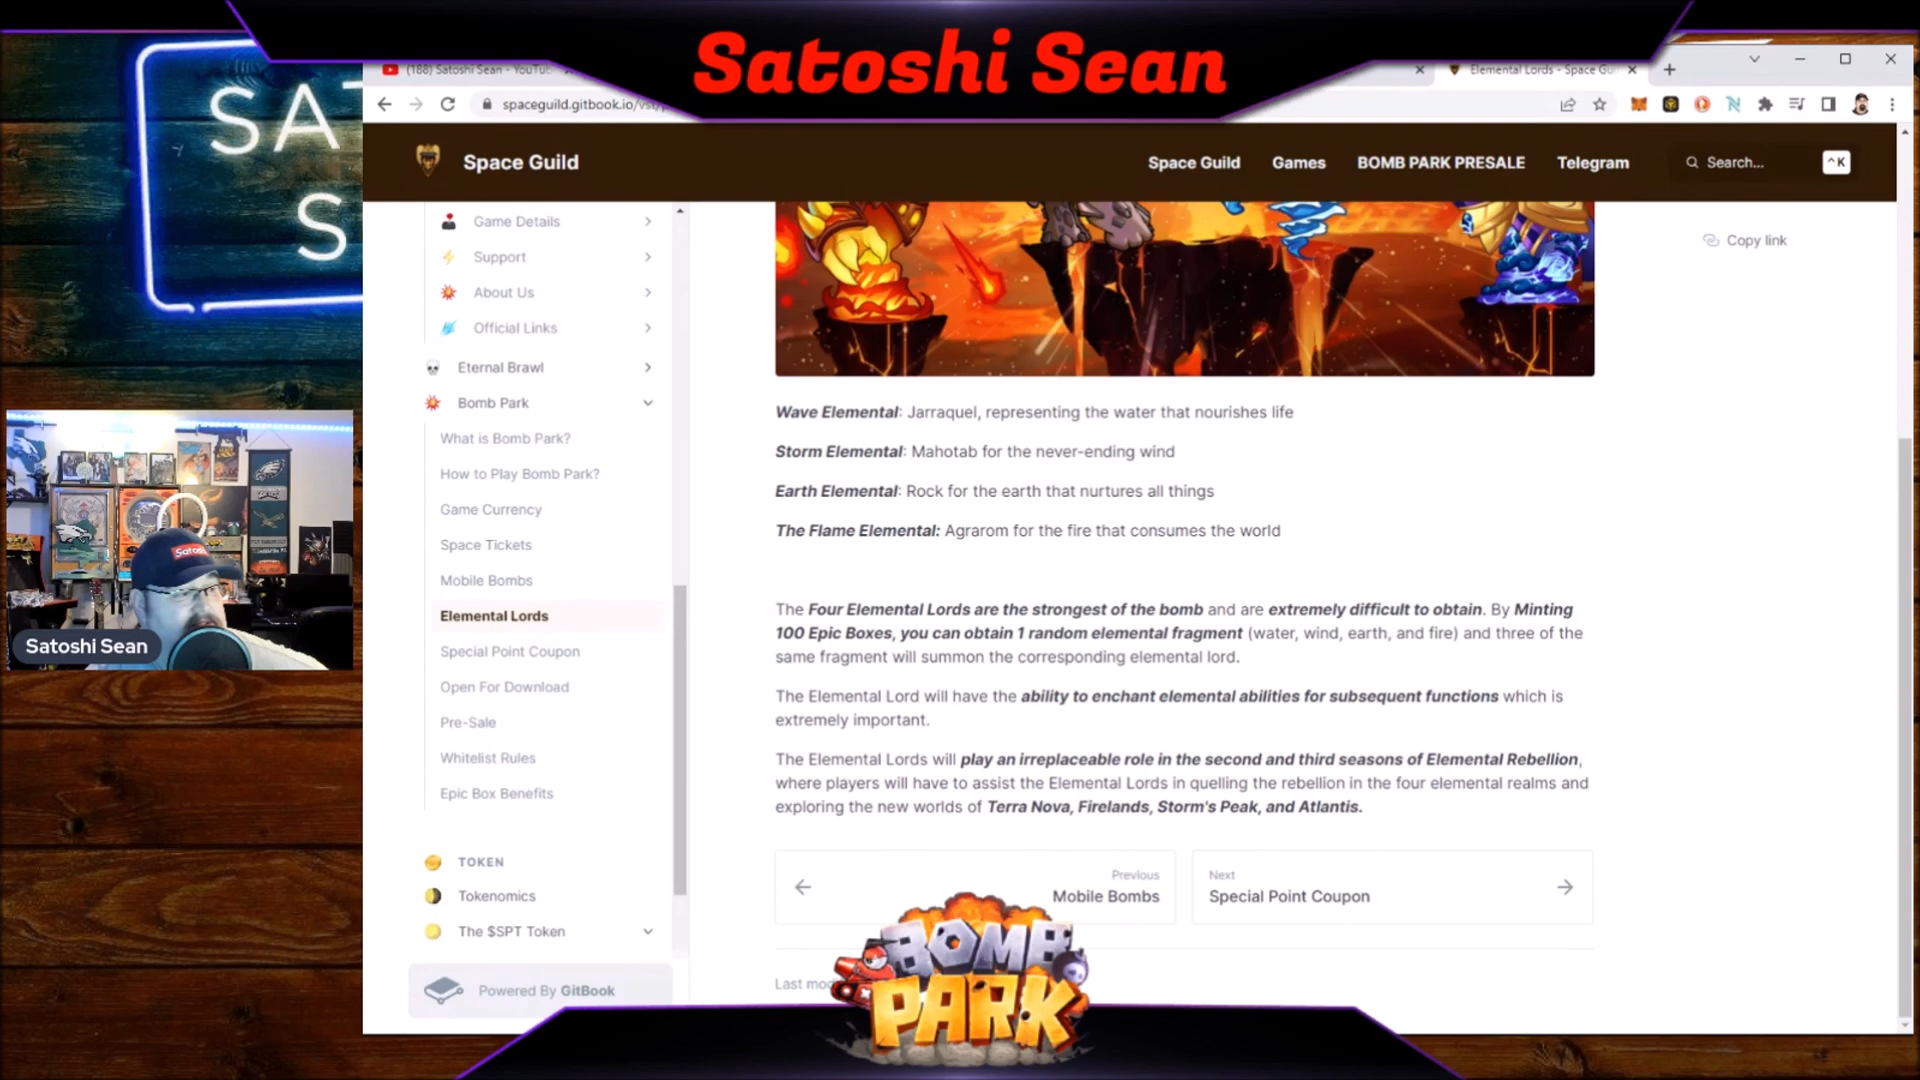 Satoshi Sean
SAT
S
(188) Satoshi Sean - YouTu
Elemental Lords - Space Gu
spaceguild.gitbook.io/vst/
Space Guild
Space Guild
Games
BOMB PARK PRESALE
Telegram
Search...
^K
Game Details
Support
About Us
Official Links
Eternal Brawl
Bomb Park
What is Bomb Park?
How to Play Bomb Park?
Game Currency
Space Tickets
Mobile Bombs
Elemental Lords
Special Point Coupon
Open For Download
Pre-Sale
Whitelist Rules
Epic Box Benefits
TOKEN
Tokenomics
The $SPT Token
Powered By GitBook
Copy link
Wave Elemental: Jarraquel, representing the water that nourishes life
Storm Elemental: Mahotab for the never-ending wind
Earth Elemental: Rock for the earth that nurtures all things
The Flame Elemental: Agrarom for the fire that consumes the world
The Four Elemental Lords are the strongest of the bomb and are extremely difficult to obtain. By Minting
100 Epic Boxes, you can obtain 1 random elemental fragment (water, wind, earth, and fire) and three of the
same fragment will summon the corresponding elemental lord.
The Elemental Lord will have the ability to enchant elemental abilities for subsequent functions which is
extremely important.
The Elemental Lords will play an irreplaceable role in the second and third seasons of Elemental Rebellion,
where players will have to assist the Elemental Lords in quelling the rebellion in the four elemental realms and
exploring the new worlds of Terra Nova, Firelands, Storm's Peak, and Atlantis.
Previous
Mobile Bombs
Next
Special Point Coupon
Last mo
BOMB
PARK
Satoshi
Satoshi Sean